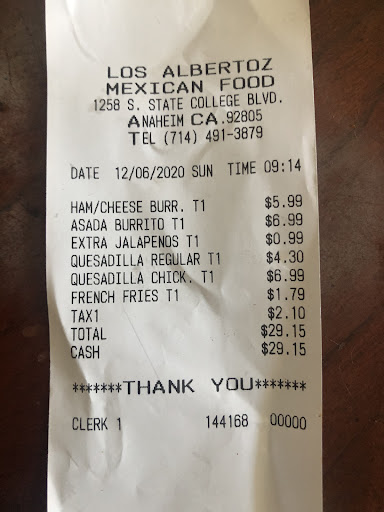 LOS ALBERTOZ
MEXICAN FOOD
1258 S. STATE COLLEGE BLVD.
ANAHEIM CA.92805
TEL (714) 491-3879
DATE 12/06/2020 SUN TIME 09:14
HAM/CHEESE BURR. T1 $5.99
ASADA BURRITO T1 $6.99
EXTRA JALAPENOS T1 $0.99
QUESADILLA REGULAR T1 $4.30
QUESADILLA CHICK. T1 $6.99
FRENCH FRIES T1 $1.79
TAX1 $2.10
TOTAL $29.15
CASH $29.15
*******THANK YOU*******
CLERK 1 144168 00000